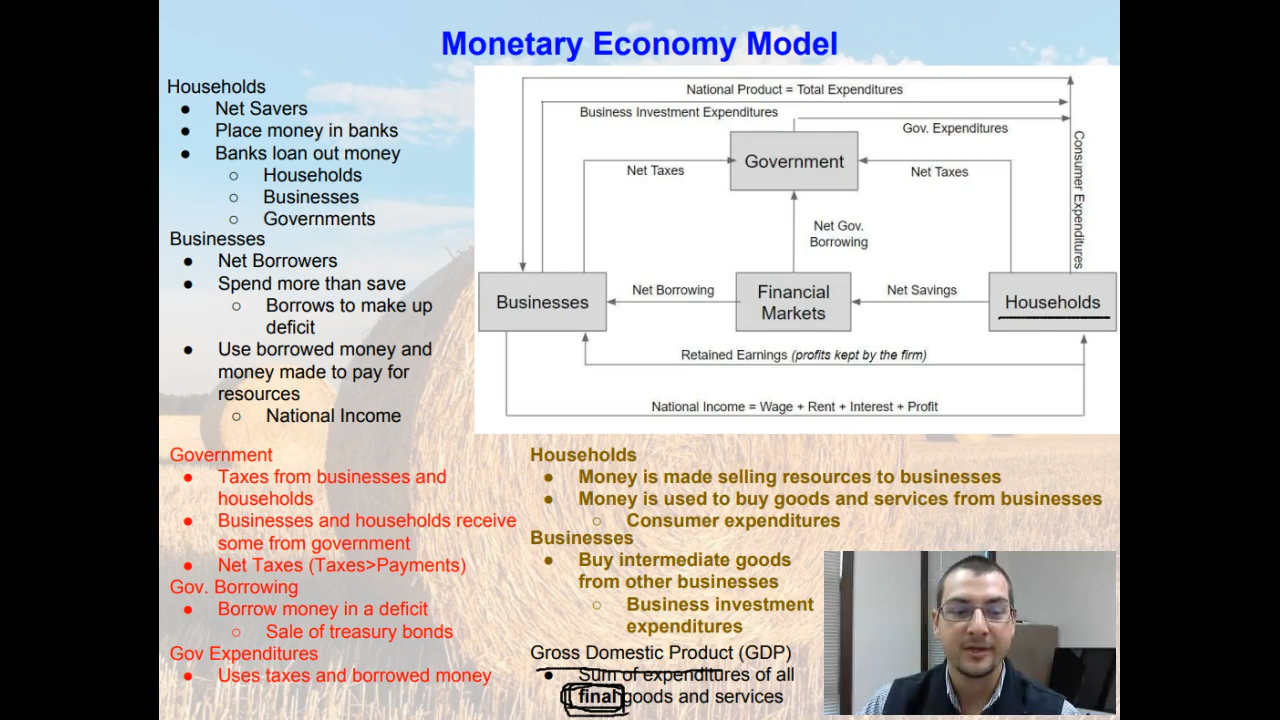 Monetary Economy Model
Households
● Net Savers
● Place money in banks
● Banks loan out money
○ Households
○ Businesses
○ Governments
Businesses
● Net Borrowers
● Spend more than save
○ Borrows to make up
deficit
● Use borrowed money and
money made to pay for
resources
○ National Income
National Product = Total Expenditures
Business Investment Expenditures
Gov. Expenditures
Consumer Expenditures
Government
Net Taxes
Net Taxes
Net Gov.
Borrowing
Businesses
Net Borrowing
Financial
Markets
Net Savings
Households
Retained Earnings (profits kept by the firm)
National Income = Wage + Rent + Interest + Profit
Government
● Taxes from businesses and
households
● Businesses and households receive
some from government
● Net Taxes (Taxes>Payments)
Gov. Borrowing
● Borrow money in a deficit
○ Sale of treasury bonds
Gov Expenditures
● Uses taxes and borrowed money
Households
● Money is made selling resources to businesses
● Money is used to buy goods and services from businesses
○ Consumer expenditures
Businesses
● Buy intermediate goods
from other businesses
○ Business investment
expenditures
Gross Domestic Product (GDP)
● Sum of expenditures of all
final goods and services